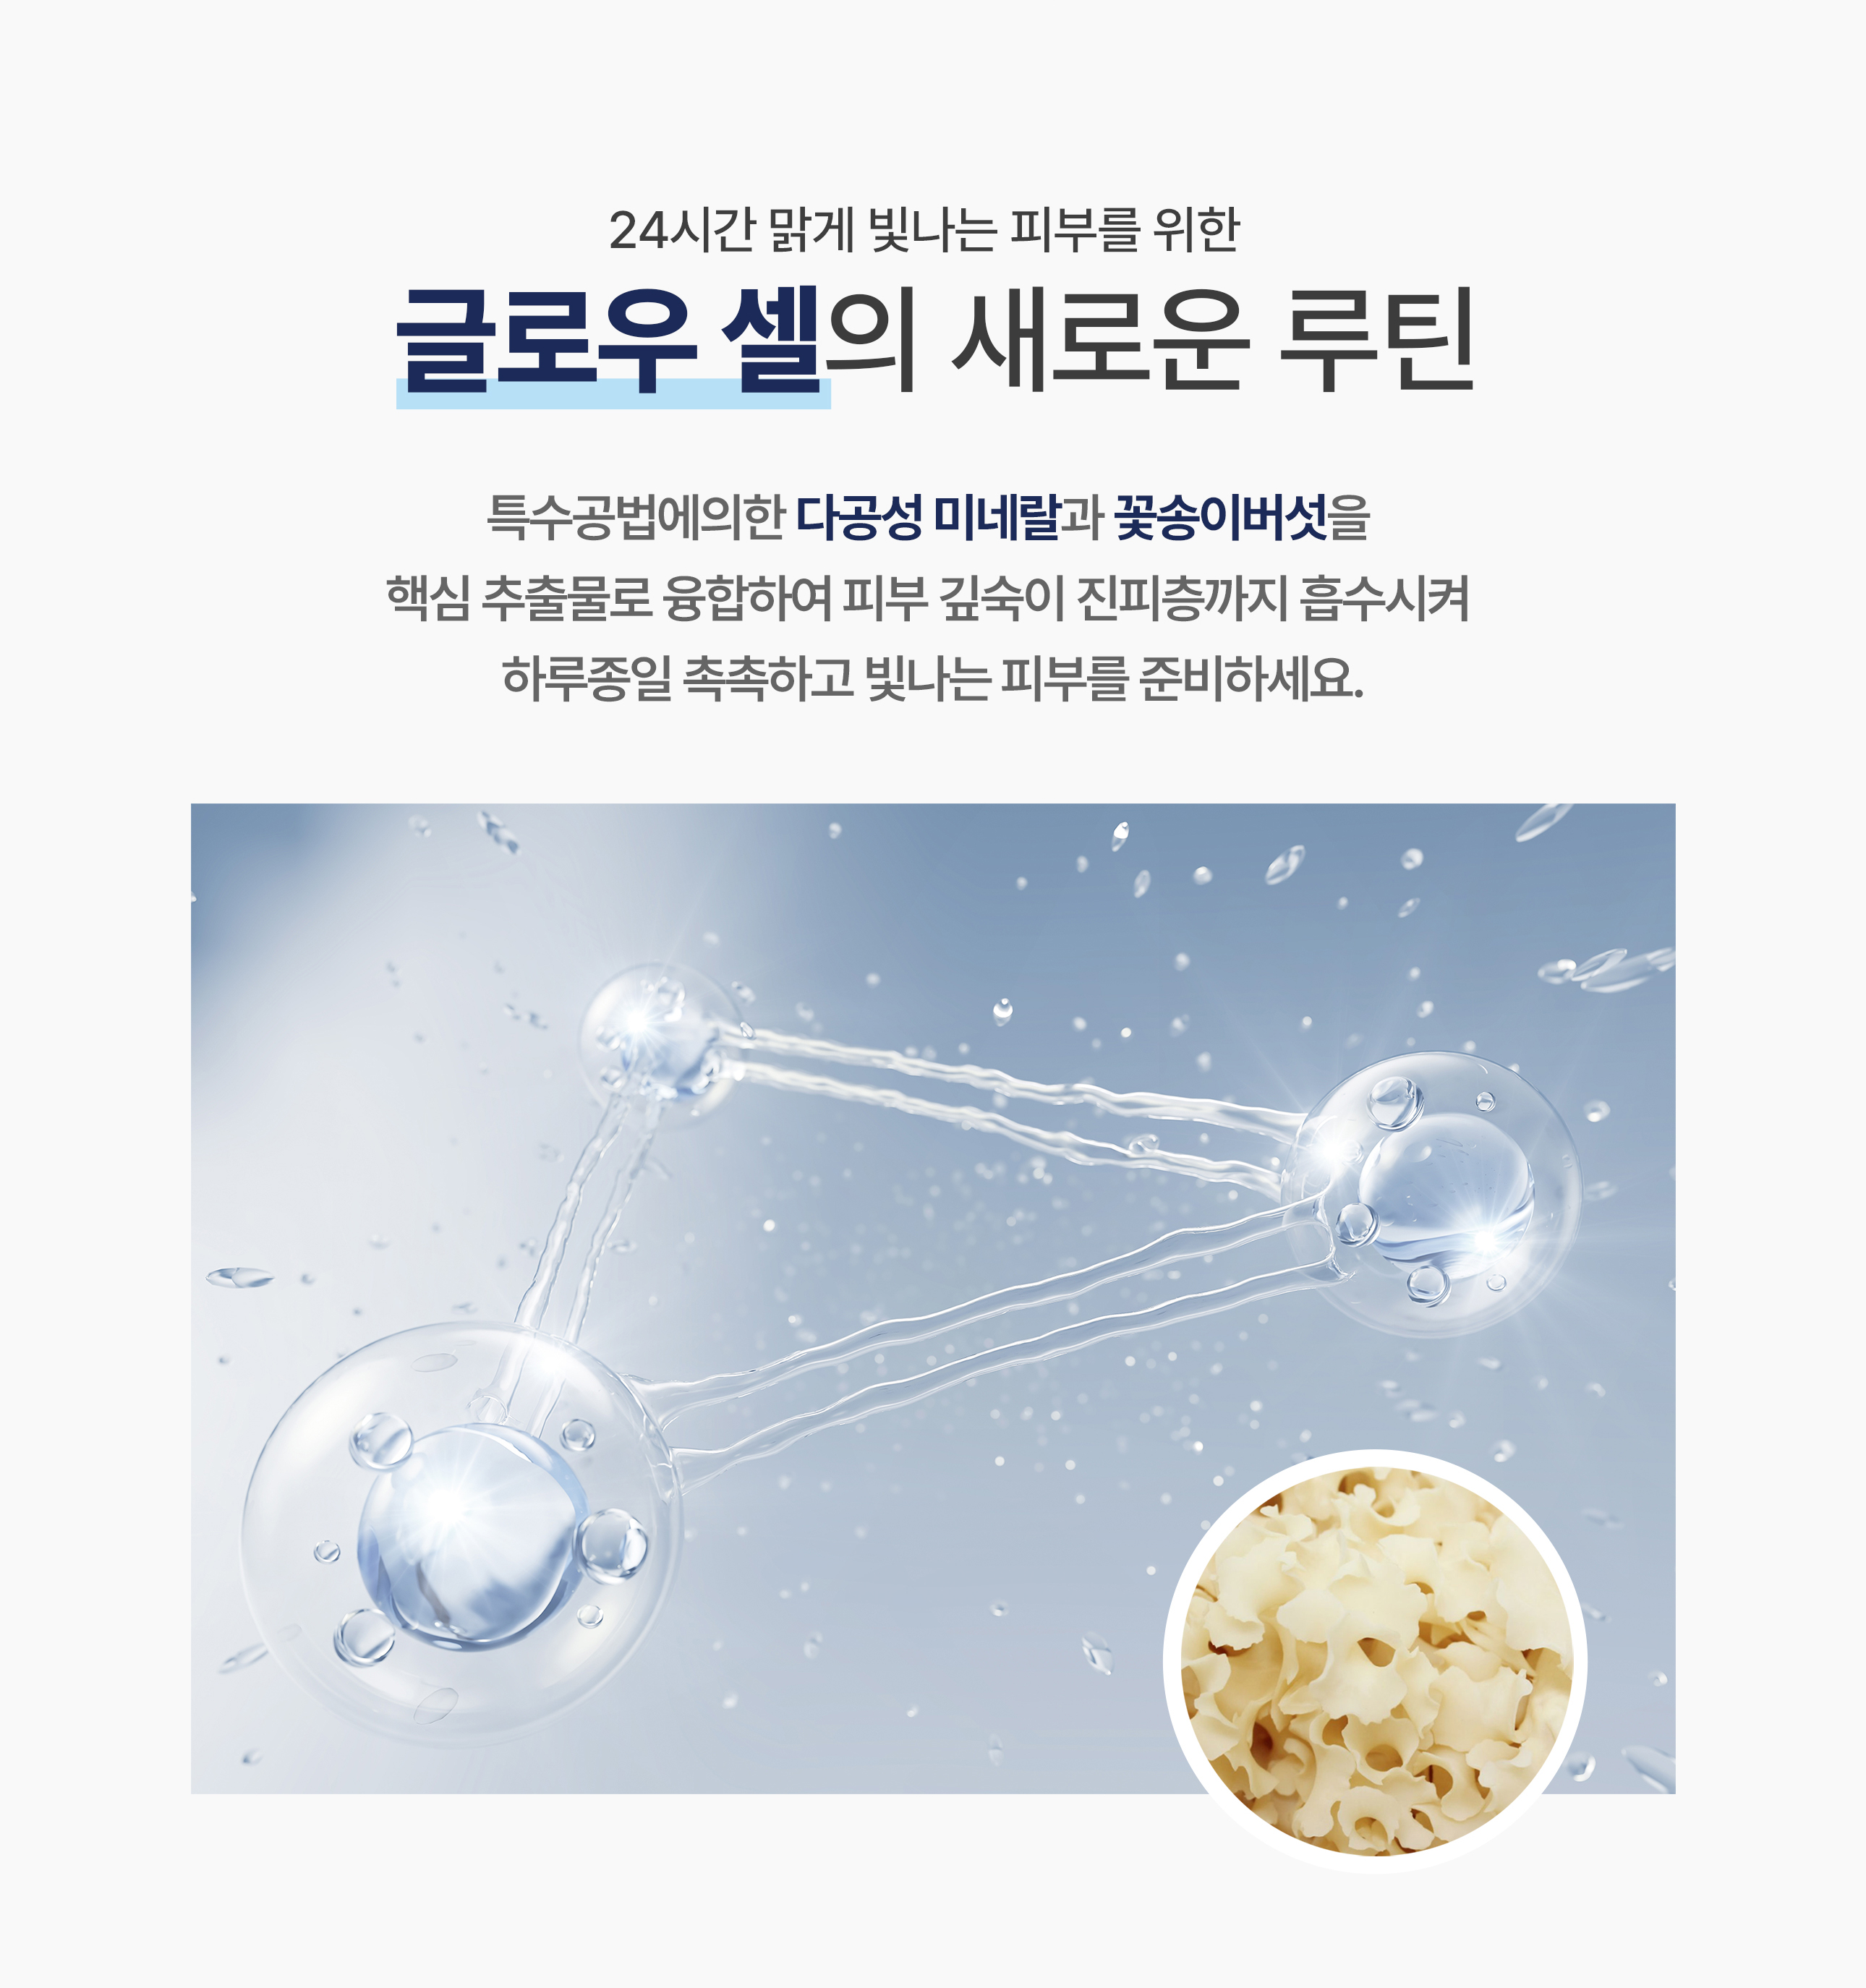 24시간 맑게 빛나는 피부를 위한
글로우 셀의 새로운 루틴
특수공법에의한 다공성 미네랄과 꽃송이버섯을
핵심 추출물로 융합하여 피부 깊숙이 진피층까지 흡수시켜
하루종일 촉촉하고 빛나는 피부를 준비하세요.